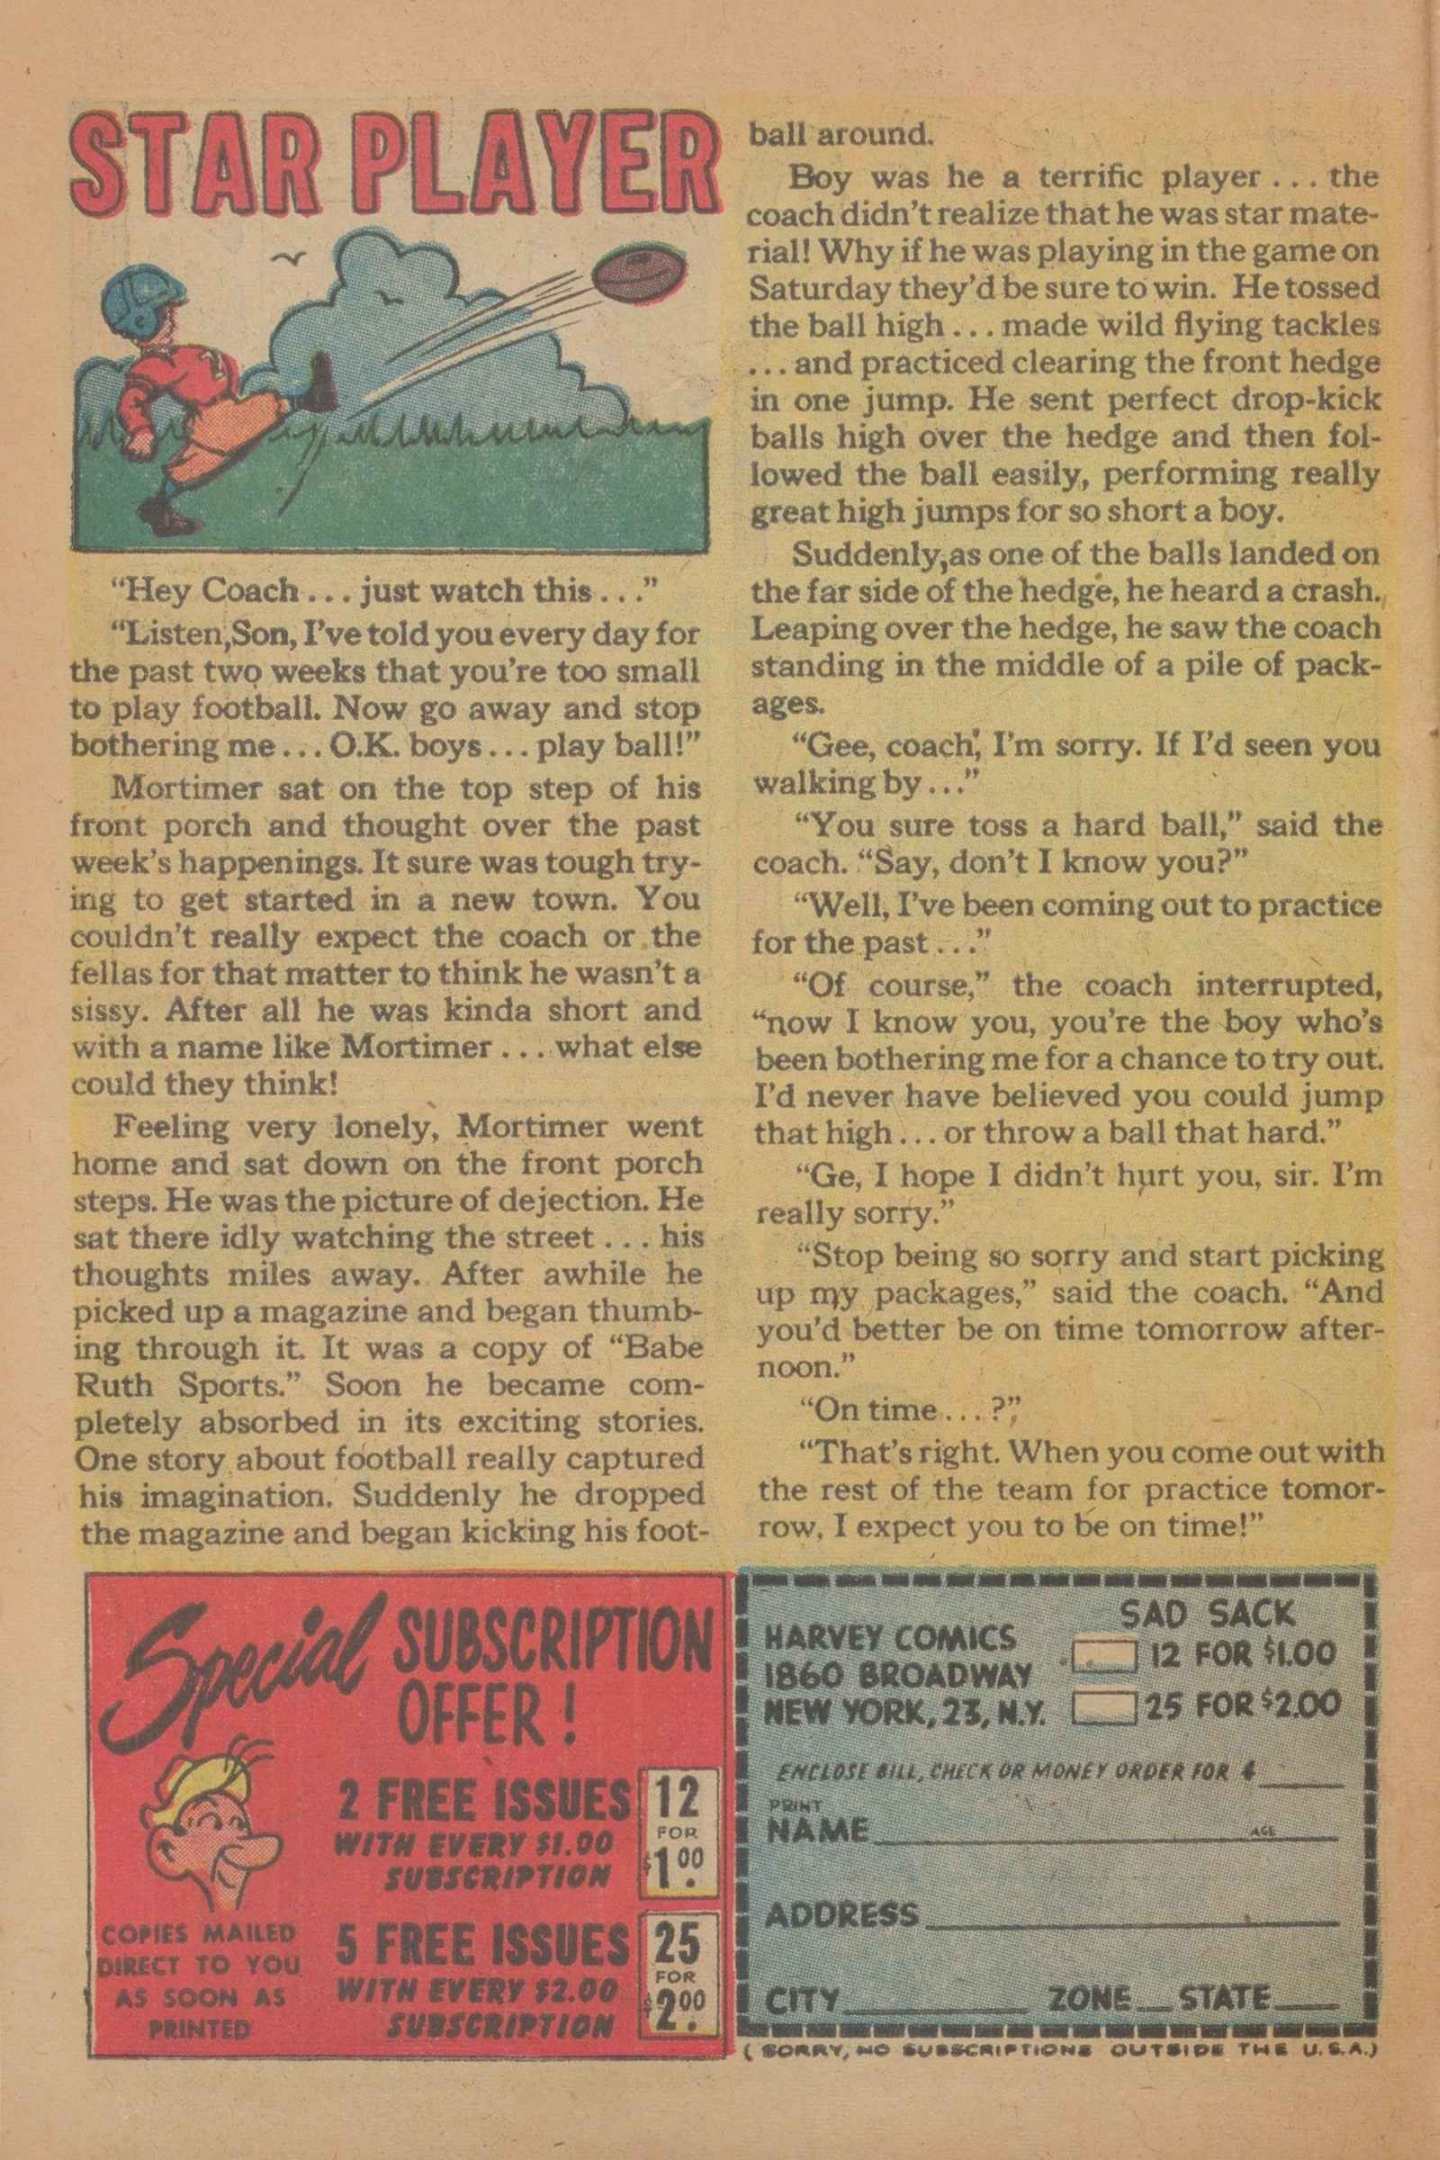 STAR PLAYER
"Hey Coach... just watch this..."
"Listen, Son, I've told you every day for
the past two weeks that you're too small
to play football. Now go away and stop
bothering me... O.K. boys... play ball!"
Mortimer sat on the top step of his
front porch and thought over the past
week's happenings. It sure was tough try-
ing to get started in a new town. You
couldn't really expect the coach or the
fellas for that matter to think he wasn't a
sissy. After all he was kinda short and
with a name like Mortimer... what else
could they think!
Feeling very lonely, Mortimer went
home and sat down on the front porch
steps. He was the picture of dejection. He
sat there idly watching the street... his
thoughts miles away. After awhile he
picked up a magazine and began thumb-
ing through it. It was a copy of "Babe
Ruth Sports." Soon he became com-
pletely absorbed in its exciting stories.
One story about football really captured
his imagination. Suddenly he dropped
the magazine and began kicking his foot-
ball around.
Boy was he a terrific player... the
coach didn't realize that he was star mate-
rial! Why if he was playing in the game on
Saturday they'd be sure to win. He tossed
the ball high... made wild flying tackles
...and practiced clearing the front hedge
in one jump. He sent perfect drop-kick
balls high over the hedge and then fol-
lowed the ball easily, performing really
great high jumps for so short a boy.
Suddenly, as one of the balls landed on
the far side of the hedge, he heard a crash.
Leaping over the hedge, he saw the coach
standing in the middle of a pile of pack-
ages.
"Gee, coach, I'm sorry. If I'd seen you
walking by..."
"You sure toss a hard ball," said the
coach. "Say, don't I know you?"
"Well, I've been coming out to practice
for the past..."
"Of course," the coach interrupted,
"now I know you, you're the boy who's
been bothering me for a chance to try out.
I'd never have believed you could jump
that high... or throw a ball that hard."
"Ge, I hope I didn't hurt you, sir. I'm
really sorry."
"Stop being so sorry and start picking
up my packages," said the coach. "And
you'd better be on time tomorrow after-
noon."
"On time...?"
"That's right. When you come out with
the rest of the team for practice tomor-
row, I expect you to be on time!"
Special SUBSCRIPTION
OFFER!
2 FREE ISSUES
WITH EVERY $1.00
SUBSCRIPTION
12
FOR
$1.00
5 FREE ISSUES
WITH EVERY $2.00
SUBSCRIPTION
25
FOR
$2.00
COPIES MAILED
DIRECT TO YOU
AS SOON AS
PRINTED
HARVEY COMICS
1860 BROADWAY
NEW YORK, 23, N.Y.
SAD SACK
12 FOR $1.00
25 FOR $2.00
ENCLOSE BILL, CHECK OR MONEY ORDER FOR $
PRINT
NAME AGE
ADDRESS
CITY ZONE STATE
(SORRY, NO SUBSCRIPTIONS OUTSIDE THE U.S.A.)